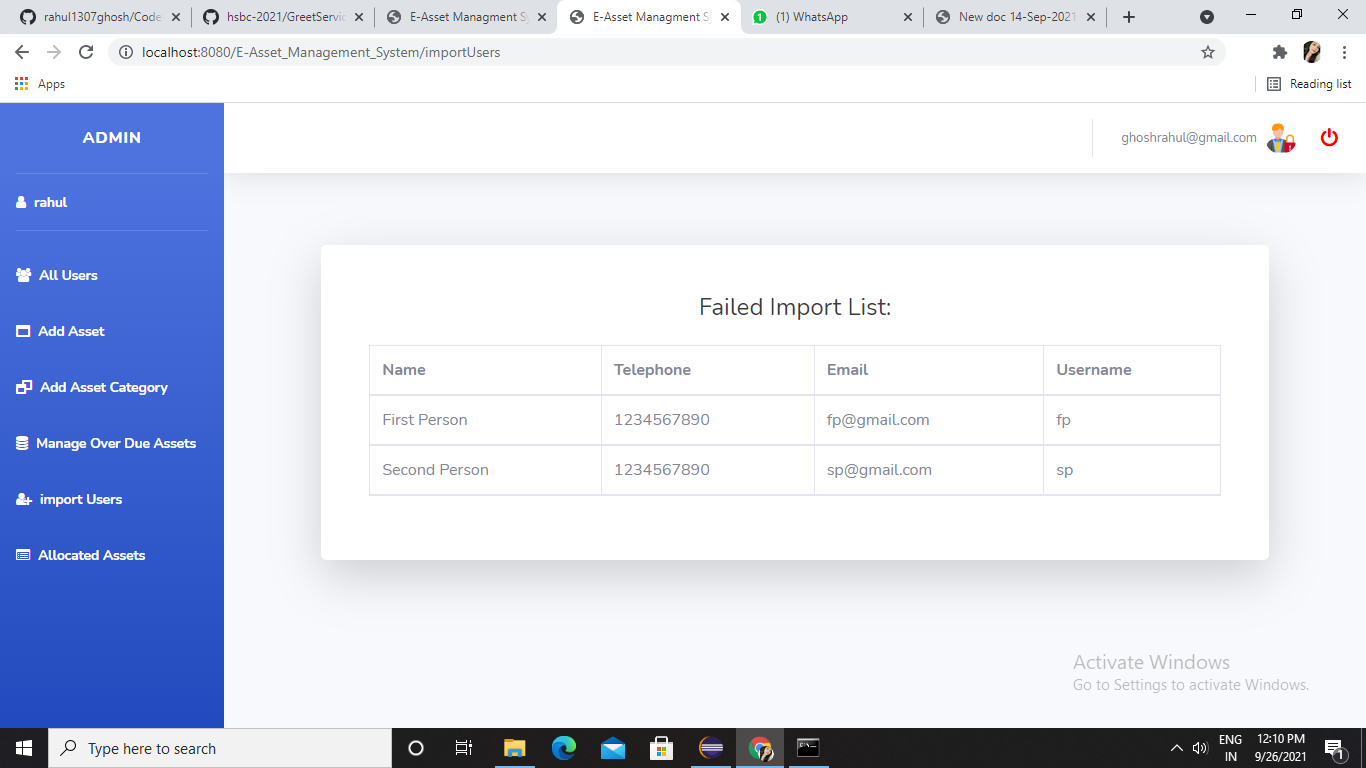 rahul1307ghosh/Code
hsbc-2021/GreetServic
E-Asset Managment S
E-Asset Managment S
1 (1) WhatsApp
New doc 14-Sep-2021
localhost:8080/E-Asset_Management_System/importUsers
Apps
Reading list
ADMIN
ghoshrahul@gmail.com
rahul
All Users
Add Asset
Add Asset Category
Manage Over Due Assets
import Users
Allocated Assets
Failed Import List:
Name Telephone Email Username
First Person 1234567890 fp@gmail.com fp
Second Person 1234567890 sp@gmail.com sp
Activate Windows
Go to Settings to activate Windows.
Type here to search
ENG
IN
12:10 PM
9/26/2021
1